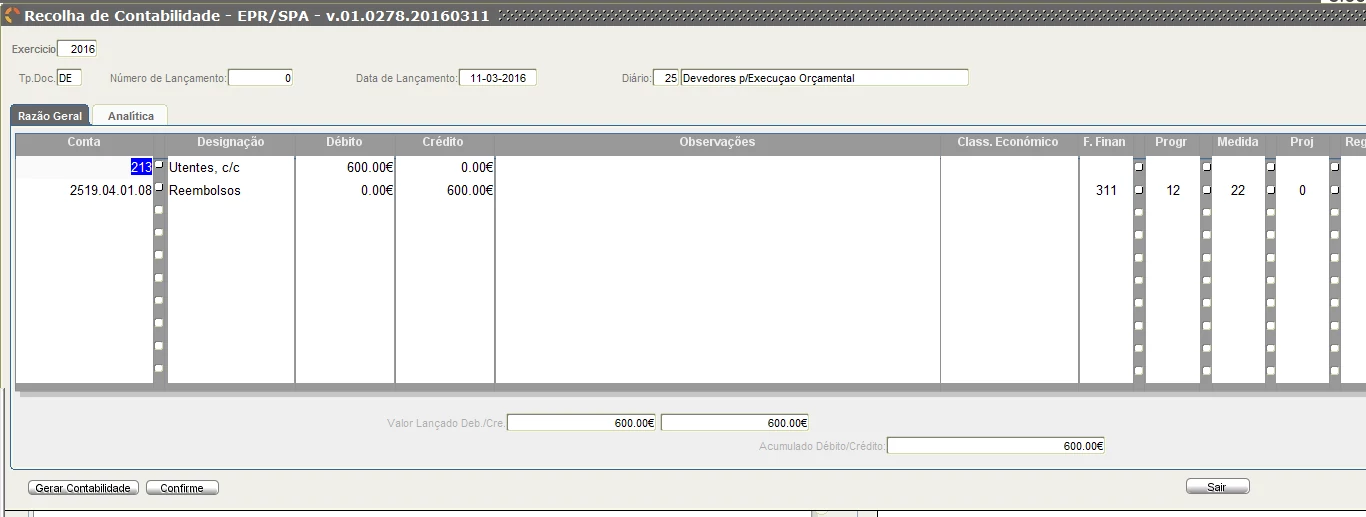 Recolha de Contabilidade - EPR/SPA - v.01.0278.20160311
Exercicio 2016
Tp.Doc. DE Número de Lançamento: 0 Data de Lançamento: 11-03-2016 Diário: 25 Devedores p/Execuçao Orçamental
Razão Geral Analítica
Conta Designação Débito Crédito Observações Class. Económico F. Finan Progr Medida Proj Reg
213 Utentes, c/c 600.00€ 0.00€
2519.04.01.08 Reembolsos 0.00€ 600.00€ 311 12 22 0
Valor Lançado Deb./Cre. 600.00€ 600.00€
Acumulado Débito/Crédito: 600.00€
Gerar Contabilidade Confirme Sair